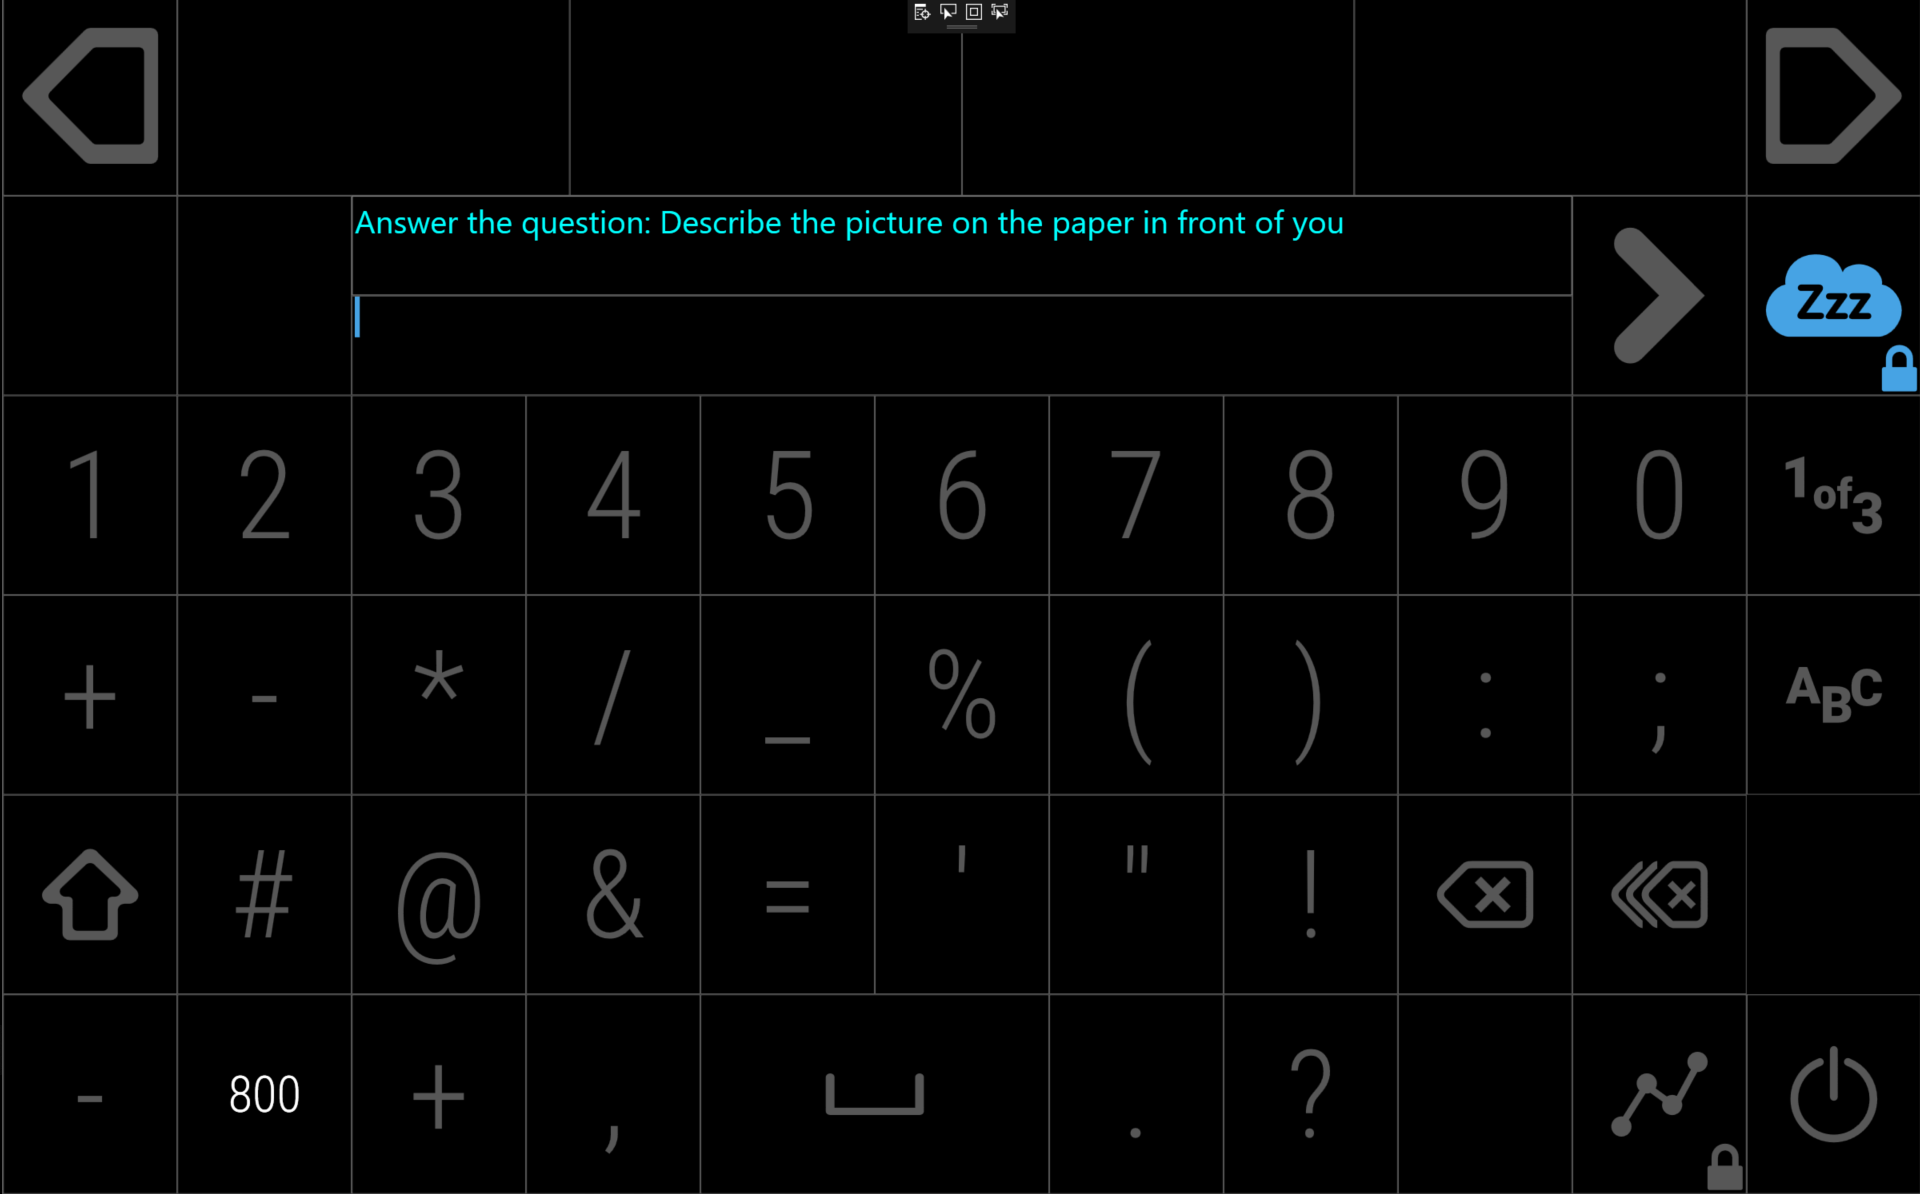 Answer the question: Describe the picture on the paper in front of you
Zzz
1 2 3 4 5 6 7 8 9 0 1of3
+ - * / _ % ( ) : ; ABC
# @ & = ' " !
- 800 + , . ?